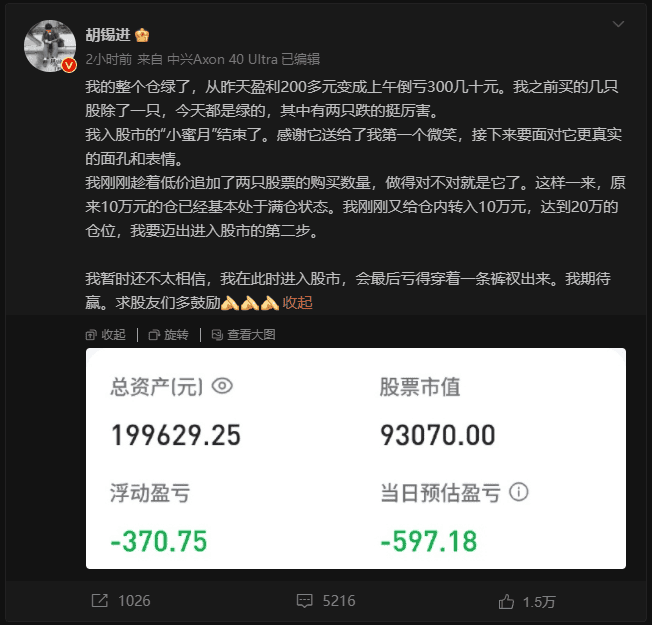 胡锡进
2小时前 来自 中兴Axon 40 Ultra 已编辑
我的整个仓绿了，从昨天盈利200多元变成上午倒亏300几十元。我之前买的几只
股除了一只，今天都是绿的，其中有两只跌的挺厉害。
我入股市的“小蜜月”结束了。感谢它送给了我第一个微笑，接下来要面对它更真实
的面孔和表情。
我刚刚趁着低价追加了两只股票的购买数量，做得对不对就是它了。这样一来，原
来10万元的仓已经基本处于满仓状态。我刚刚又给仓内转入10万元，达到20万的
仓位，我要迈出进入股市的第二步。
我暂时还不太相信，我在此时进入股市，会最后亏得穿着一条裤衩出来。我期待
赢。求股友们多鼓励 收起
收起 旋转 查看大图
总资产(元) 股票市值
199629.25 93070.00
浮动盈亏 当日预估盈亏
-370.75 -597.18
1026 5216 1.5万